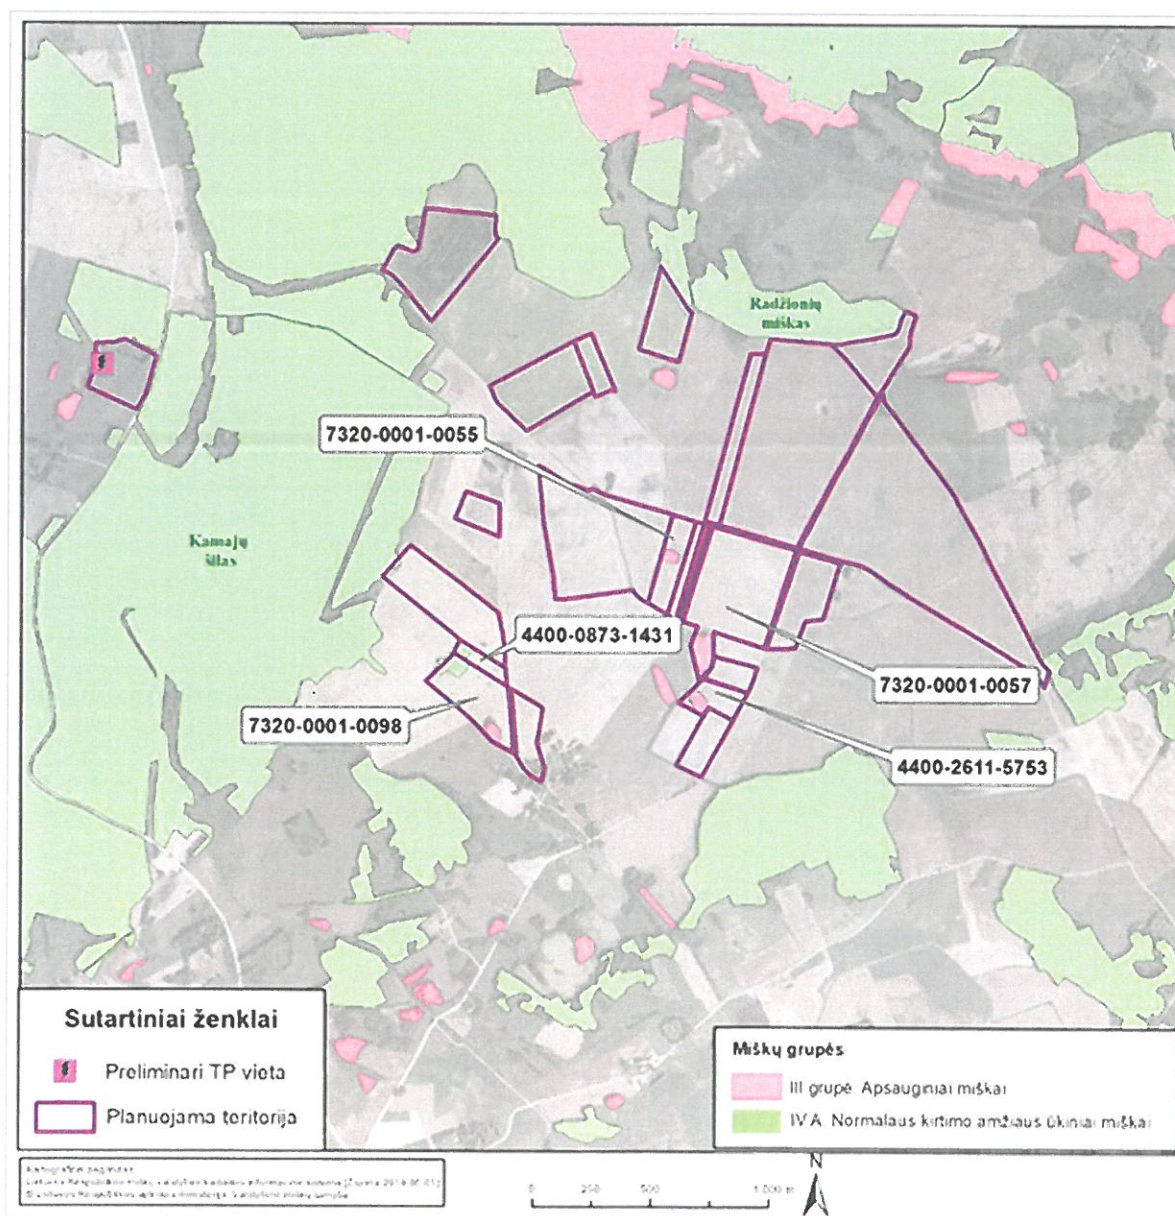 Radžionių
miškas
7320-0001-0055
Kamajų
šilas
4400-0873-1431
7320-0001-0057
7320-0001-0098
4400-2611-5753
Sutartiniai ženklai
Preliminari TP vieta
Planuojama teritorija
Miškų grupės
III grupė. Apsauginiai miškai
IV A. Normalaus kirtimo amžiaus ūkiniai miškai
N
0 250 500 1 000 m